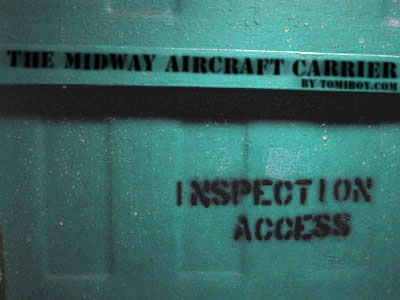 THE MIDWAY AIRCRAFT CARRIER
BY TOMIBOY.COM
INSPECTION
ACCESS